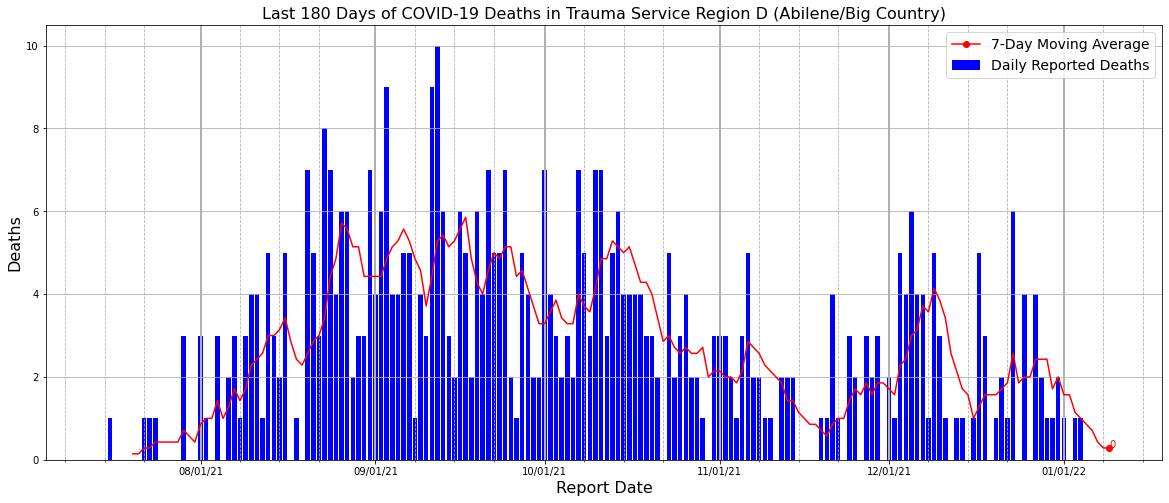 Last 180 Days of COVID-19 Deaths in Trauma Service Region D (Abilene/Big Country)
7-Day Moving Average
Daily Reported Deaths
Deaths
10
8
6
4
2
0
0
08/01/21
09/01/21
10/01/21
11/01/21
12/01/21
01/01/22
Report Date